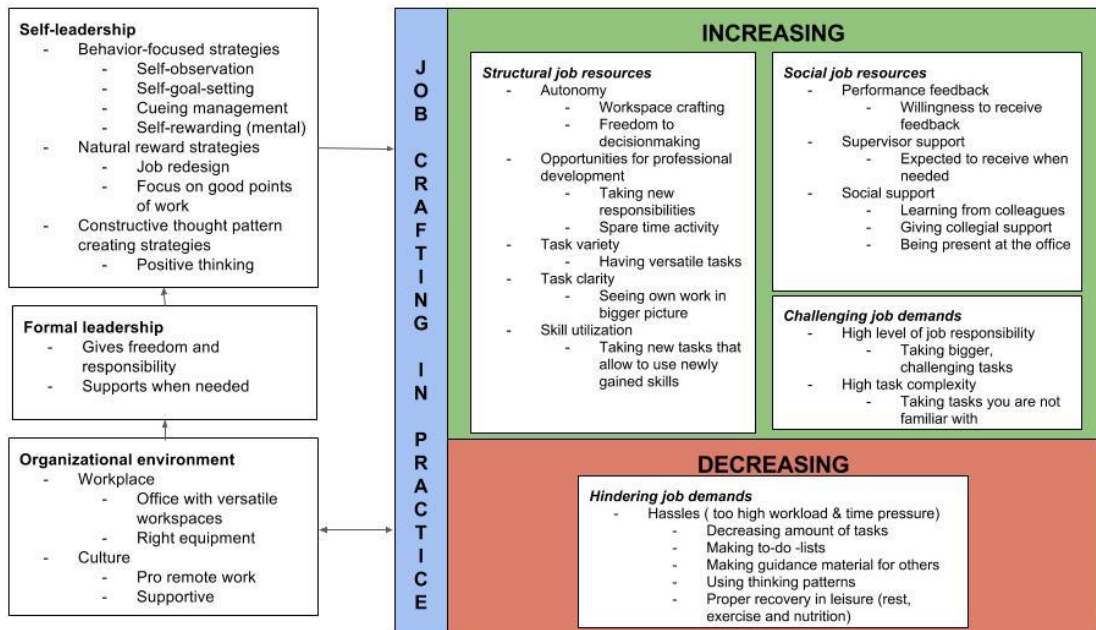 Self-leadership
- Behavior-focused strategies
- Self-observation
- Self-goal-setting
- Cueing management
- Self-rewarding (mental)
- Natural reward strategies
- Job redesign
- Focus on good points
of work
- Constructive thought pattern
creating strategies
- Positive thinking
Formal leadership
- Gives freedom and
responsibility
- Supports when needed
Organizational environment
- Workplace
- Office with versatile
workspaces
- Right equipment
- Culture
- Pro remote work
- Supportive
JOB CRAFTING IN PRACTICE
INCREASING
Structural job resources
- Autonomy
- Workspace crafting
- Freedom to
decisionmaking
- Opportunities for professional
development
- Taking new
responsibilities
- Spare time activity
- Task variety
- Having versatile tasks
- Task clarity
- Seeing own work in
bigger picture
- Skill utilization
- Taking new tasks that
allow to use newly
gained skills
Social job resources
- Performance feedback
- Willingness to receive
feedback
- Supervisor support
- Expected to receive when
needed
- Social support
- Learning from colleagues
- Giving collegial support
- Being present at the office
Challenging job demands
- High level of job responsibility
- Taking bigger,
challenging tasks
- High task complexity
- Taking tasks you are not
familiar with
DECREASING
Hindering job demands
- Hassles ( too high workload & time pressure)
- Decreasing amount of tasks
- Making to-do -lists
- Making guidance material for others
- Using thinking patterns
- Proper recovery in leisure (rest,
exercise and nutrition)